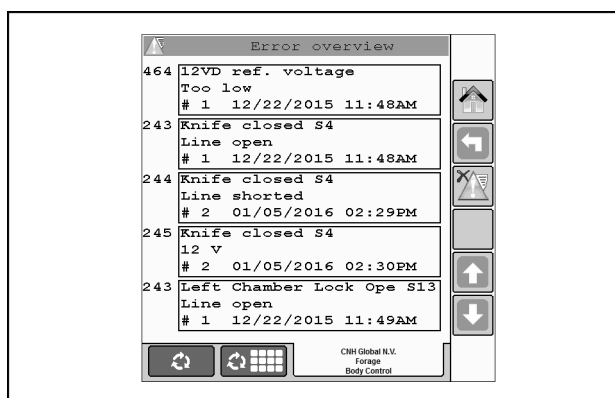 Error overview
464 12VD ref. voltage
Too low
# 1 12/22/2015 11:48AM
243 Knife closed S4
Line open
# 1 12/22/2015 11:48AM
244 Knife closed S4
Line shorted
# 2 01/05/2016 02:29PM
245 Knife closed S4
12 V
# 2 01/05/2016 02:30PM
243 Left Chamber Lock Ope S13
Line open
# 1 12/22/2015 11:49AM
CNH Global N.V.
Forage
Body Control